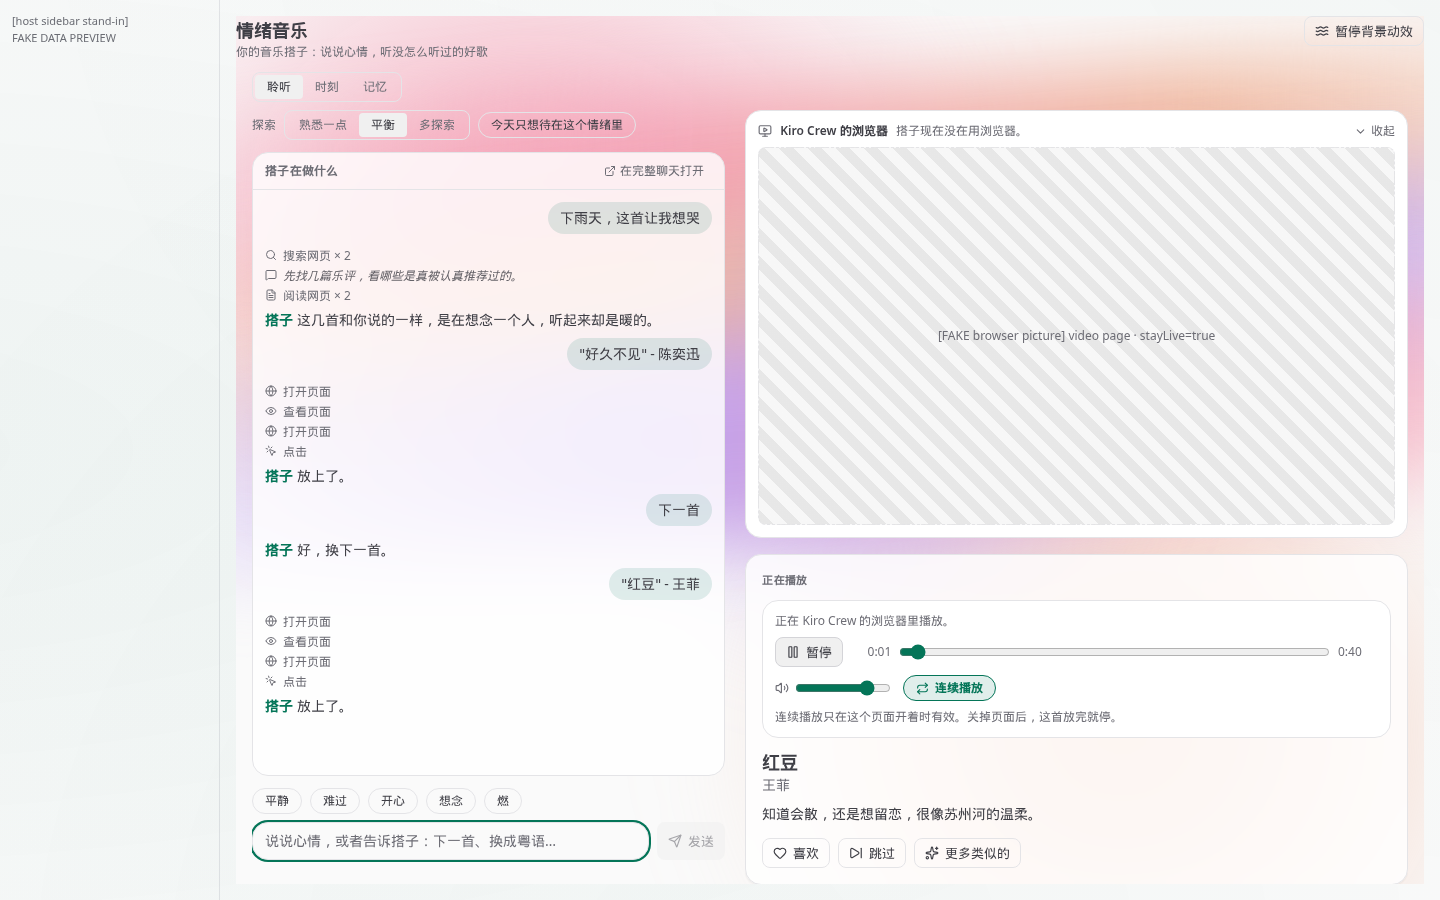 [host sidebar stand-in]
FAKE DATA PREVIEW
情绪音乐
你的音乐搭子：说说心情，听没怎么听过的好歌
暂停背景动效
聆听 时刻 记忆
探索 熟悉一点 平衡 多探索 今天只想待在这个情绪里
搭子在做什么 在完整聊天打开
下雨天，这首让我想哭
搜索网页 × 2
先找几篇乐评，看哪些是真被认真推荐过的。
阅读网页 × 2
搭子 这几首和你说的一样，是在想念一个人，听起来却是暖的。
"好久不见" - 陈奕迅
打开页面
查看页面
打开页面
点击
搭子 放上了。
下一首
搭子 好，换下一首。
"红豆" - 王菲
打开页面
查看页面
打开页面
点击
搭子 放上了。
平静 难过 开心 想念 燃
说说心情，或者告诉搭子：下一首、换成粤语...
发送
Kiro Crew 的浏览器 搭子现在没在用浏览器。 收起
[FAKE browser picture] video page · stayLive=true
正在播放
正在 Kiro Crew 的浏览器里播放。
暂停 0:01 0:40
连续播放
连续播放只在这个页面开着时有效。关掉页面后，这首放完就停。
红豆
王菲
知道会散，还是想留恋，很像苏州河的温柔。
喜欢 跳过 更多类似的